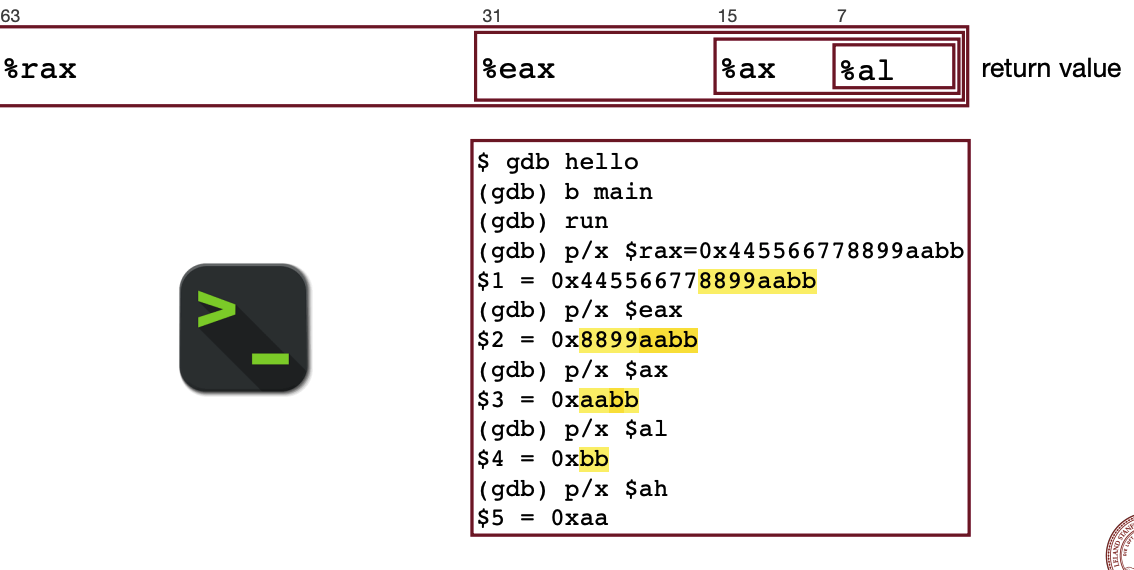 63 31 15 7
%rax %eax %ax %al return value
$ gdb hello
(gdb) b main
(gdb) run
(gdb) p/x $rax=0x445566778899aabb
$1 = 0x445566778899aabb
(gdb) p/x $eax
$2 = 0x8899aabb
(gdb) p/x $ax
$3 = 0xaabb
(gdb) p/x $al
$4 = 0xbb
(gdb) p/x $ah
$5 = 0xaa
>_